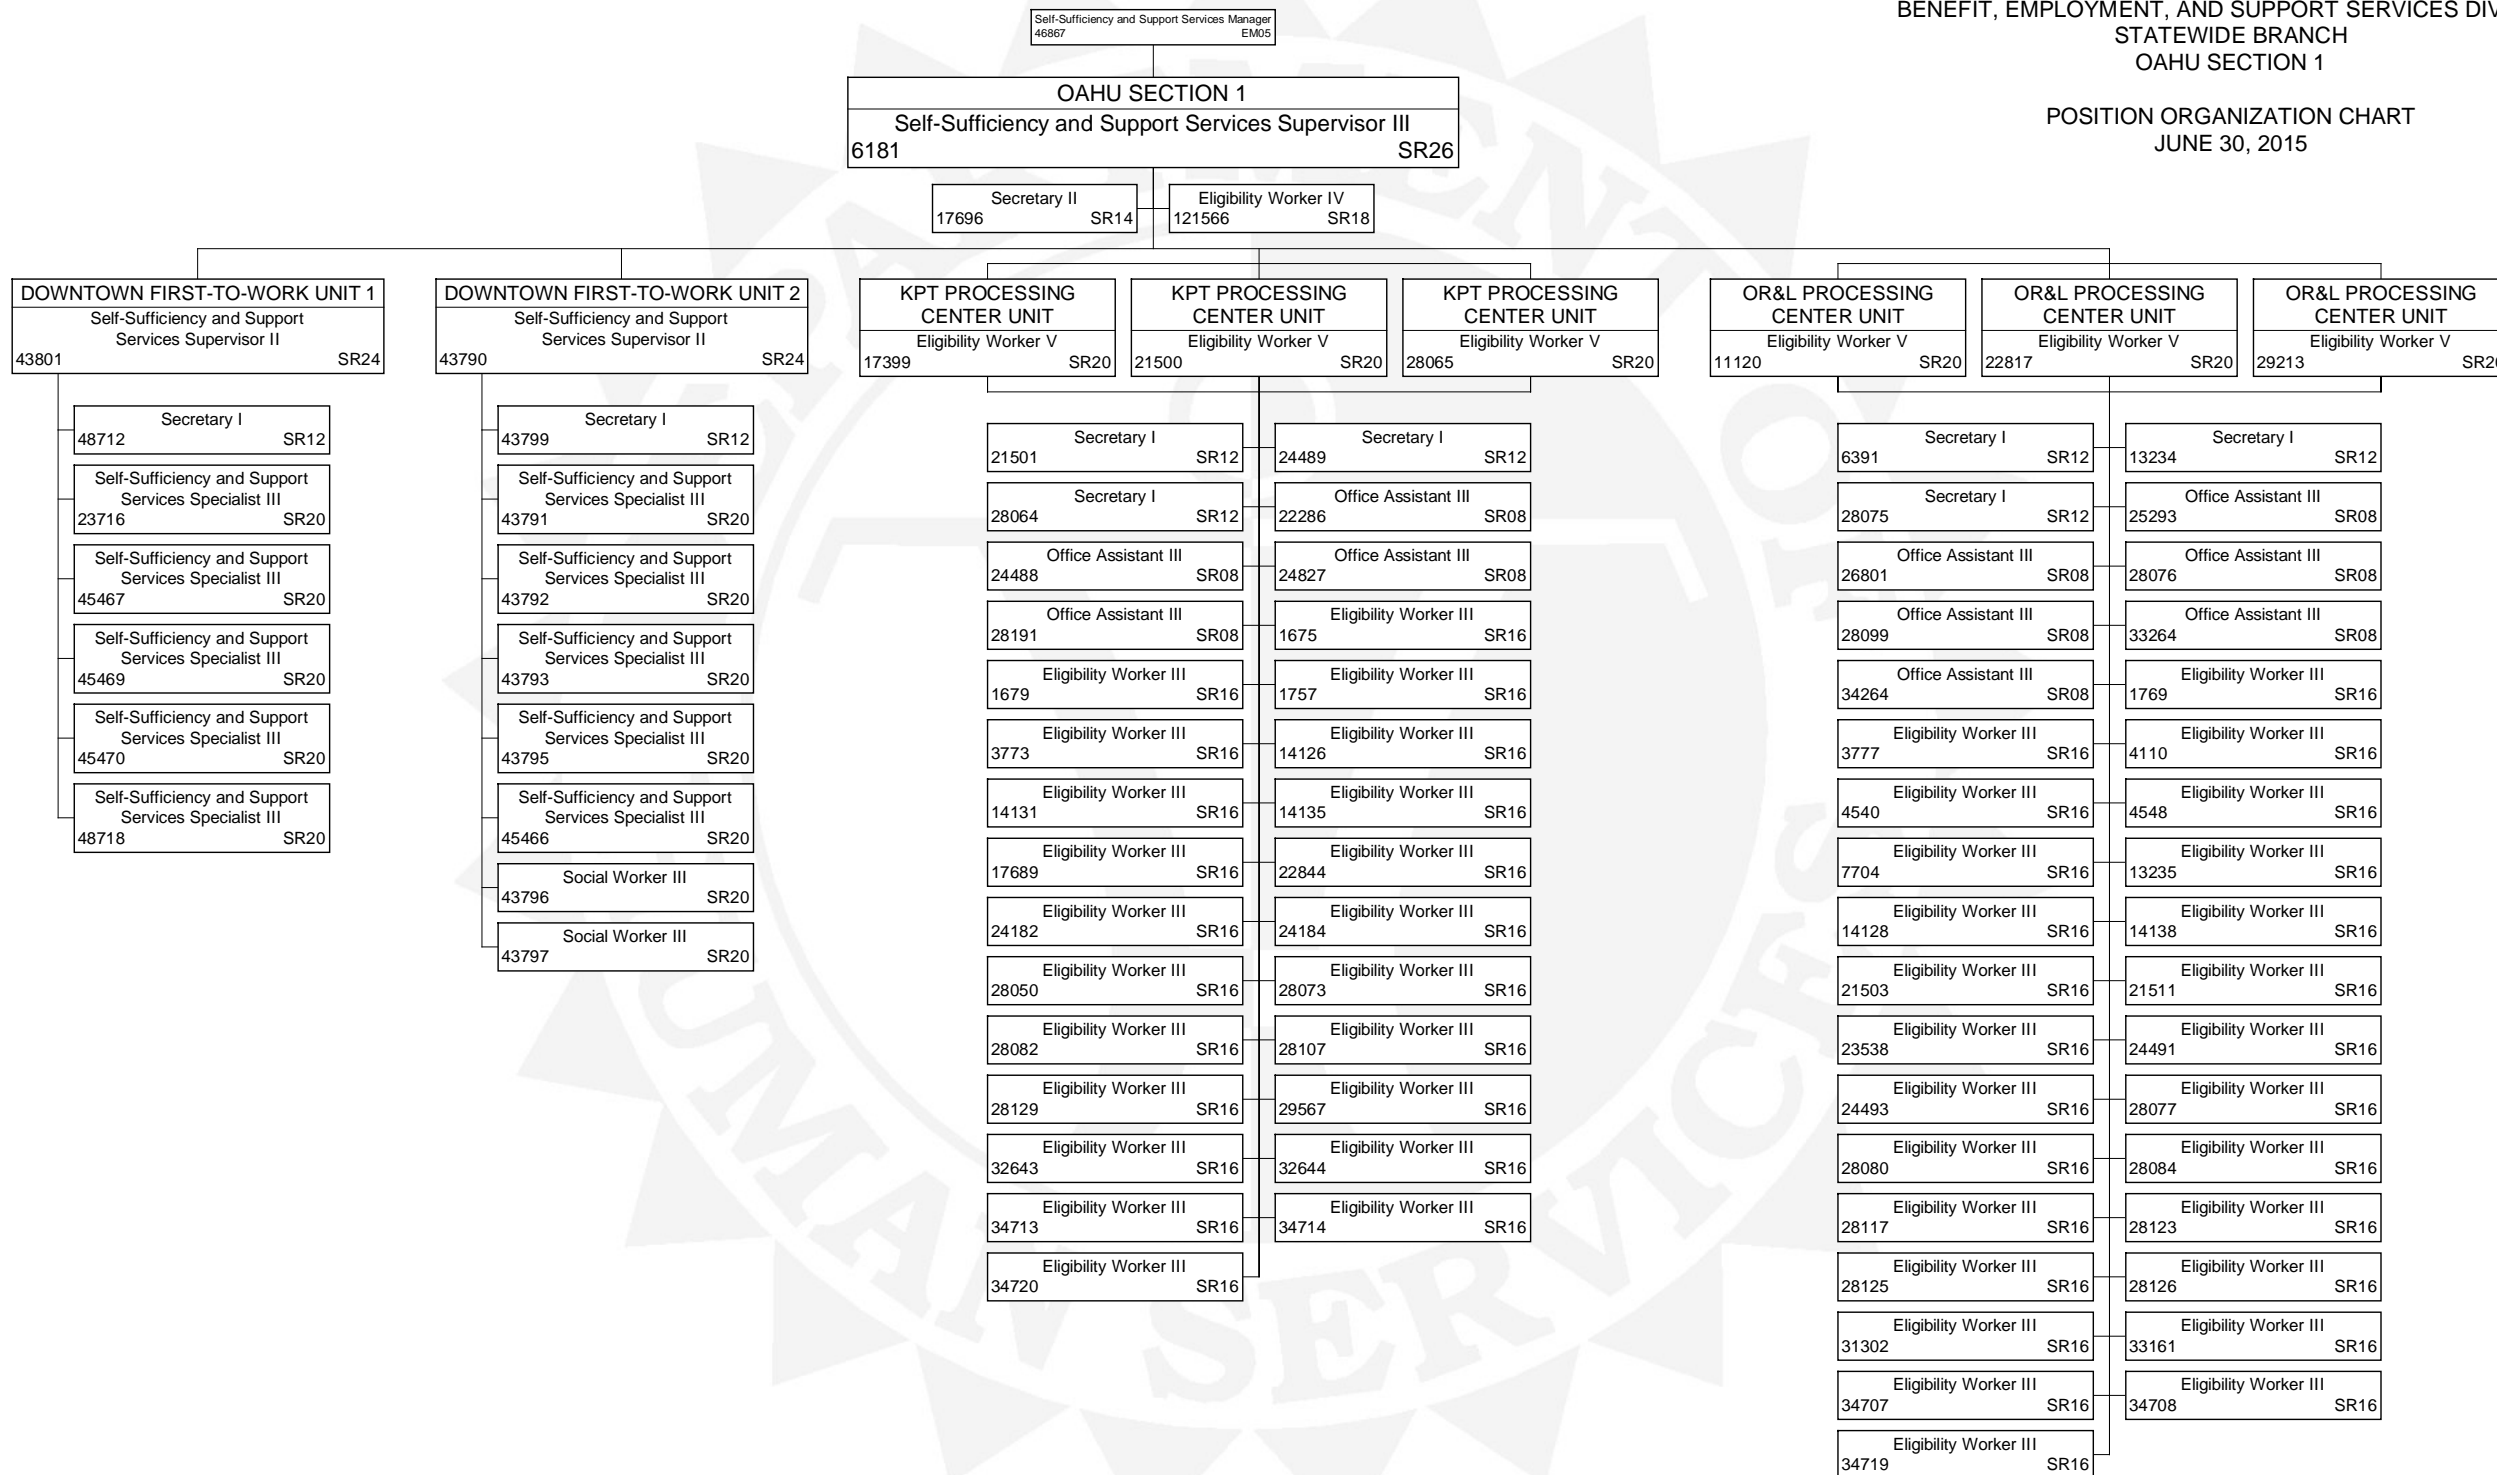 BENEFIT, EMPLOYMENT, AND SUPPORT SERVICES
STATEWIDE BRANCH
OAHU SECTION 1
POSITION ORGANIZATION CHART
JUNE 30, 2015
Self-Sufficiency and Support Services Manager
46867 EM05
OAHU SECTION 1
Self-Sufficiency and Support Services Supervisor III
6181 SR26
Secretary II
17696 SR14
Eligibility Worker IV
121566 SR18
DOWNTOWN FIRST-TO-WORK UNIT 1
Self-Sufficiency and Support
Services Supervisor II
43801 SR24
Secretary I
48712 SR12
Self-Sufficiency and Support
Services Specialist III
23716 SR20
Self-Sufficiency and Support
Services Specialist III
45467 SR20
Self-Sufficiency and Support
Services Specialist III
45469 SR20
Self-Sufficiency and Support
Services Specialist III
45470 SR20
Self-Sufficiency and Support
Services Specialist III
48718 SR20
DOWNTOWN FIRST-TO-WORK UNIT 2
Self-Sufficiency and Support
Services Supervisor II
43790 SR24
Secretary I
43799 SR12
Self-Sufficiency and Support
Services Specialist III
43791 SR20
Self-Sufficiency and Support
Services Specialist III
43792 SR20
Self-Sufficiency and Support
Services Specialist III
43793 SR20
Self-Sufficiency and Support
Services Specialist III
43795 SR20
Self-Sufficiency and Support
Services Specialist III
45466 SR20
Social Worker III
43796 SR20
Social Worker III
43797 SR20
KPT PROCESSING
CENTER UNIT
Eligibility Worker V
17399 SR20
KPT PROCESSING
CENTER UNIT
Eligibility Worker V
21500 SR20
KPT PROCESSING
CENTER UNIT
Eligibility Worker V
28065 SR20
Secretary I
21501 SR12
Secretary I
24489 SR12
Secretary I
28064 SR12
Office Assistant III
22286 SR08
Office Assistant III
24488 SR08
Office Assistant III
24827 SR08
Office Assistant III
28191 SR08
Eligibility Worker III
1675 SR16
Eligibility Worker III
1679 SR16
Eligibility Worker III
1757 SR16
Eligibility Worker III
3773 SR16
Eligibility Worker III
14126 SR16
Eligibility Worker III
14131 SR16
Eligibility Worker III
14135 SR16
Eligibility Worker III
17689 SR16
Eligibility Worker III
22844 SR16
Eligibility Worker III
24182 SR16
Eligibility Worker III
24184 SR16
Eligibility Worker III
28050 SR16
Eligibility Worker III
28073 SR16
Eligibility Worker III
28082 SR16
Eligibility Worker III
28107 SR16
Eligibility Worker III
28129 SR16
Eligibility Worker III
29567 SR16
Eligibility Worker III
32643 SR16
Eligibility Worker III
32644 SR16
Eligibility Worker III
34713 SR16
Eligibility Worker III
34714 SR16
Eligibility Worker III
34720 SR16
OR&L PROCESSING
CENTER UNIT
Eligibility Worker V
11120 SR20
OR&L PROCESSING
CENTER UNIT
Eligibility Worker V
22817 SR20
OR&L PROCESSING
CENTER UNIT
Eligibility Worker V
29213
Secretary I
6391 SR12
Secretary I
13234 SR12
Secretary I
28075 SR12
Office Assistant III
25293 SR08
Office Assistant III
26801 SR08
Office Assistant III
28076 SR08
Office Assistant III
28099 SR08
Office Assistant III
33264 SR08
Office Assistant III
34264 SR08
Eligibility Worker III
1769 SR16
Eligibility Worker III
3777 SR16
Eligibility Worker III
4110 SR16
Eligibility Worker III
4540 SR16
Eligibility Worker III
4548 SR16
Eligibility Worker III
7704 SR16
Eligibility Worker III
13235 SR16
Eligibility Worker III
14128 SR16
Eligibility Worker III
14138 SR16
Eligibility Worker III
21503 SR16
Eligibility Worker III
21511 SR16
Eligibility Worker III
23538 SR16
Eligibility Worker III
24491 SR16
Eligibility Worker III
24493 SR16
Eligibility Worker III
28077 SR16
Eligibility Worker III
28080 SR16
Eligibility Worker III
28084 SR16
Eligibility Worker III
28117 SR16
Eligibility Worker III
28123 SR16
Eligibility Worker III
28125 SR16
Eligibility Worker III
28126 SR16
Eligibility Worker III
31302 SR16
Eligibility Worker III
33161 SR16
Eligibility Worker III
34707 SR16
Eligibility Worker III
34708 SR16
Eligibility Worker III
34719 SR16